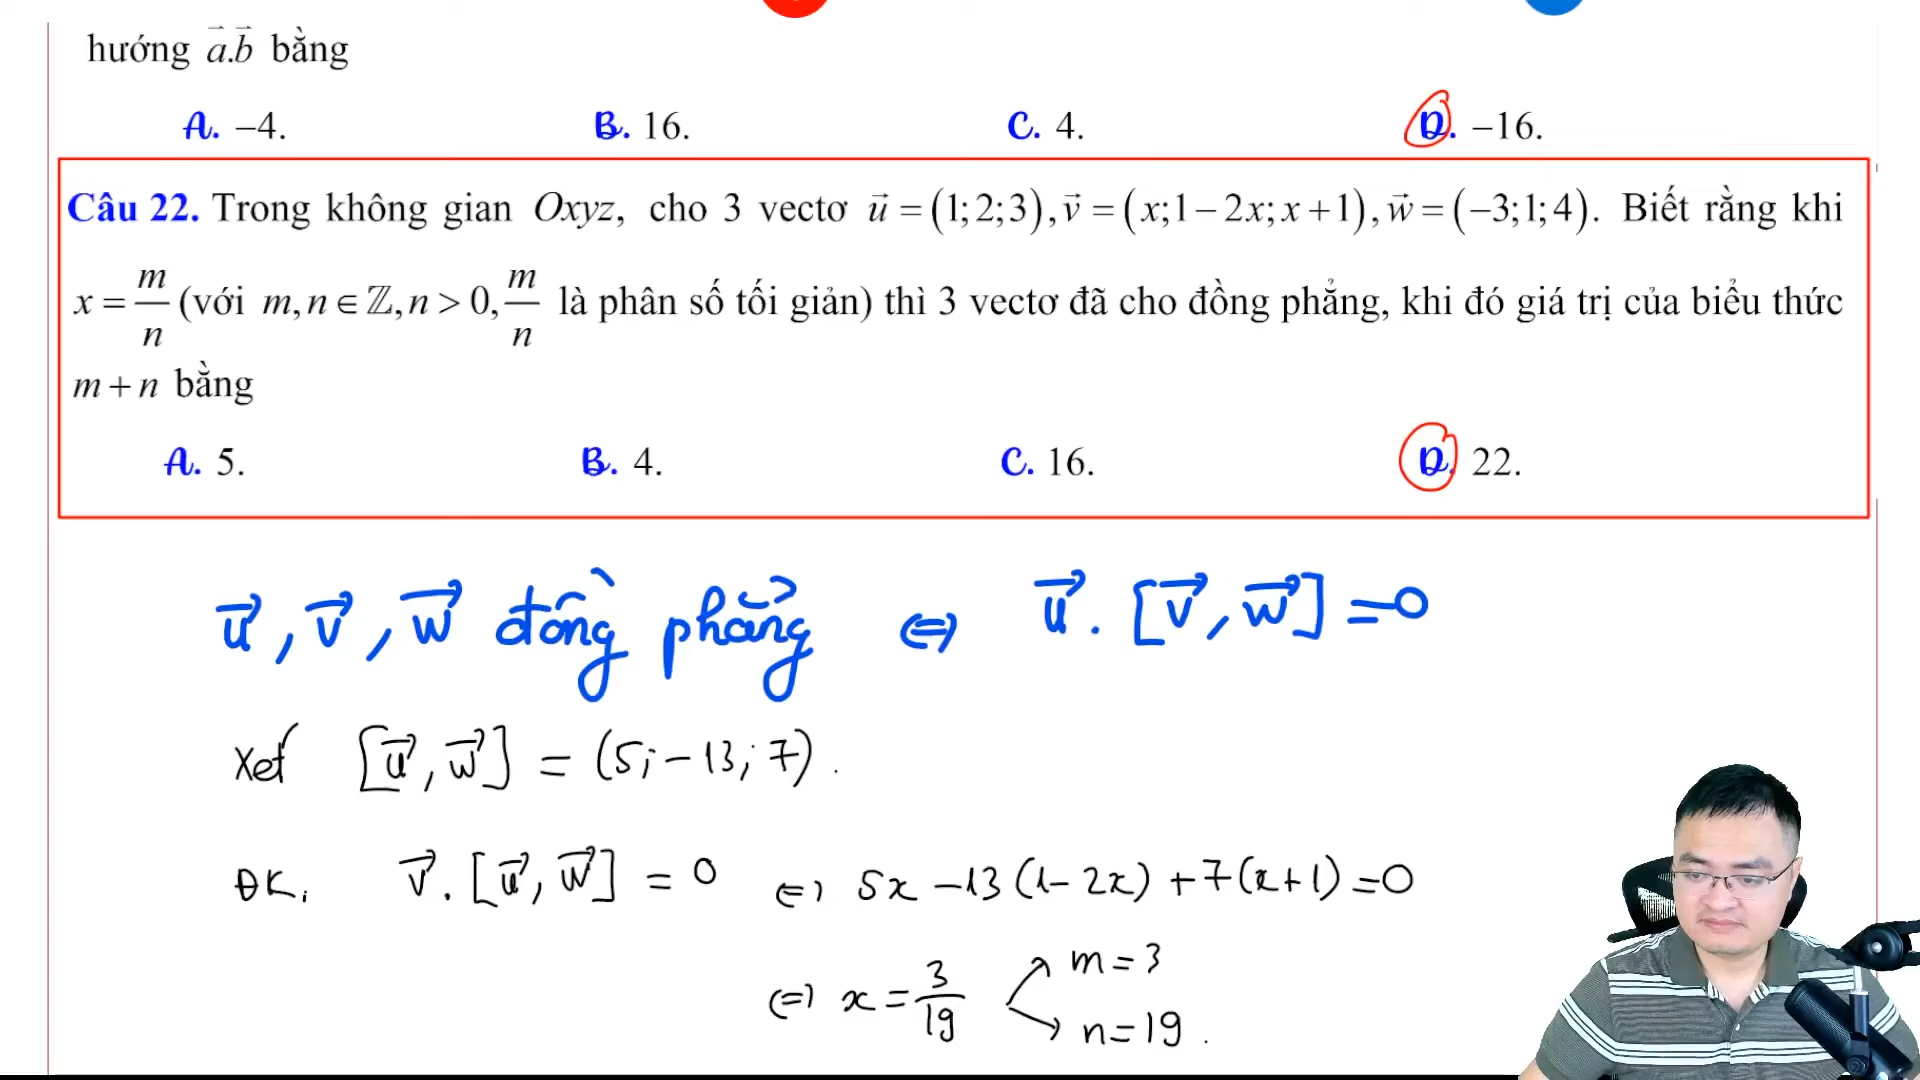 hướng a⃗.b⃗ bằng
A. −4. B. 16. C. 4. D. −16.
Câu 22. Trong không gian Oxyz, cho 3 vectơ u⃗ = (1;2;3), v⃗ = (x;1−2x;x+1), w⃗ = (−3;1;4). Biết rằng khi
x = m/n (với m,n∈ℤ,n>0, m/n là phân số tối giản) thì 3 vectơ đã cho đồng phẳng, khi đó giá trị của biểu thức
m+n bằng
A. 5. B. 4. C. 16. D. 22.
u⃗, v⃗, w⃗ đồng phẳng ⇔ u⃗.[v⃗, w⃗] = 0
Xét [u⃗, w⃗] = (5; −13; 7).
ĐK: v⃗.[u⃗, w⃗] = 0 ⇔ 5x −13(1−2x) +7(x+1) = 0
⇔ x = 3/19 m = 3
n = 19.